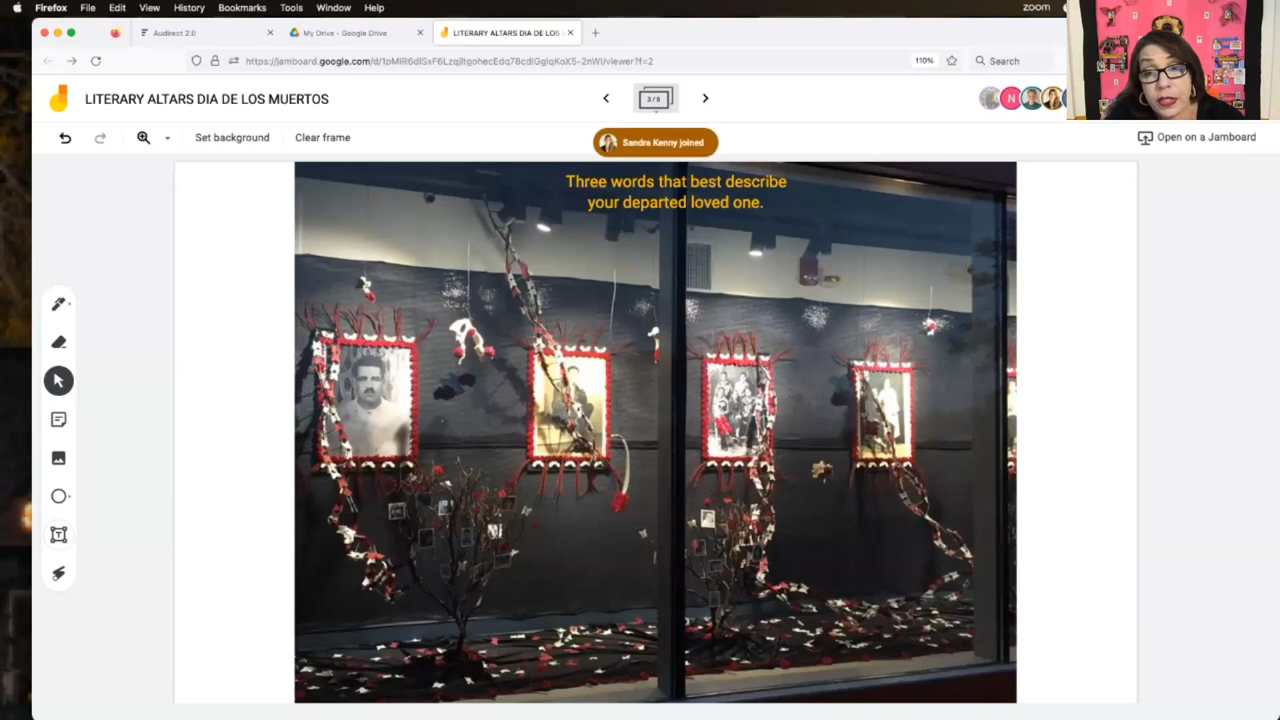 Firefox File Edit View History Bookmarks Tools Window Help
zoom
Audirect 2.0
My Drive - Google Drive
LITERARY ALTARS DIA DE LOS
110%
Search
LITERARY ALTARS DIA DE LOS MUERTOS
3/8
N
Set background
Clear frame
Sandra Kenny joined
Open on a Jamboard
Three words that best describe
your departed loved one.